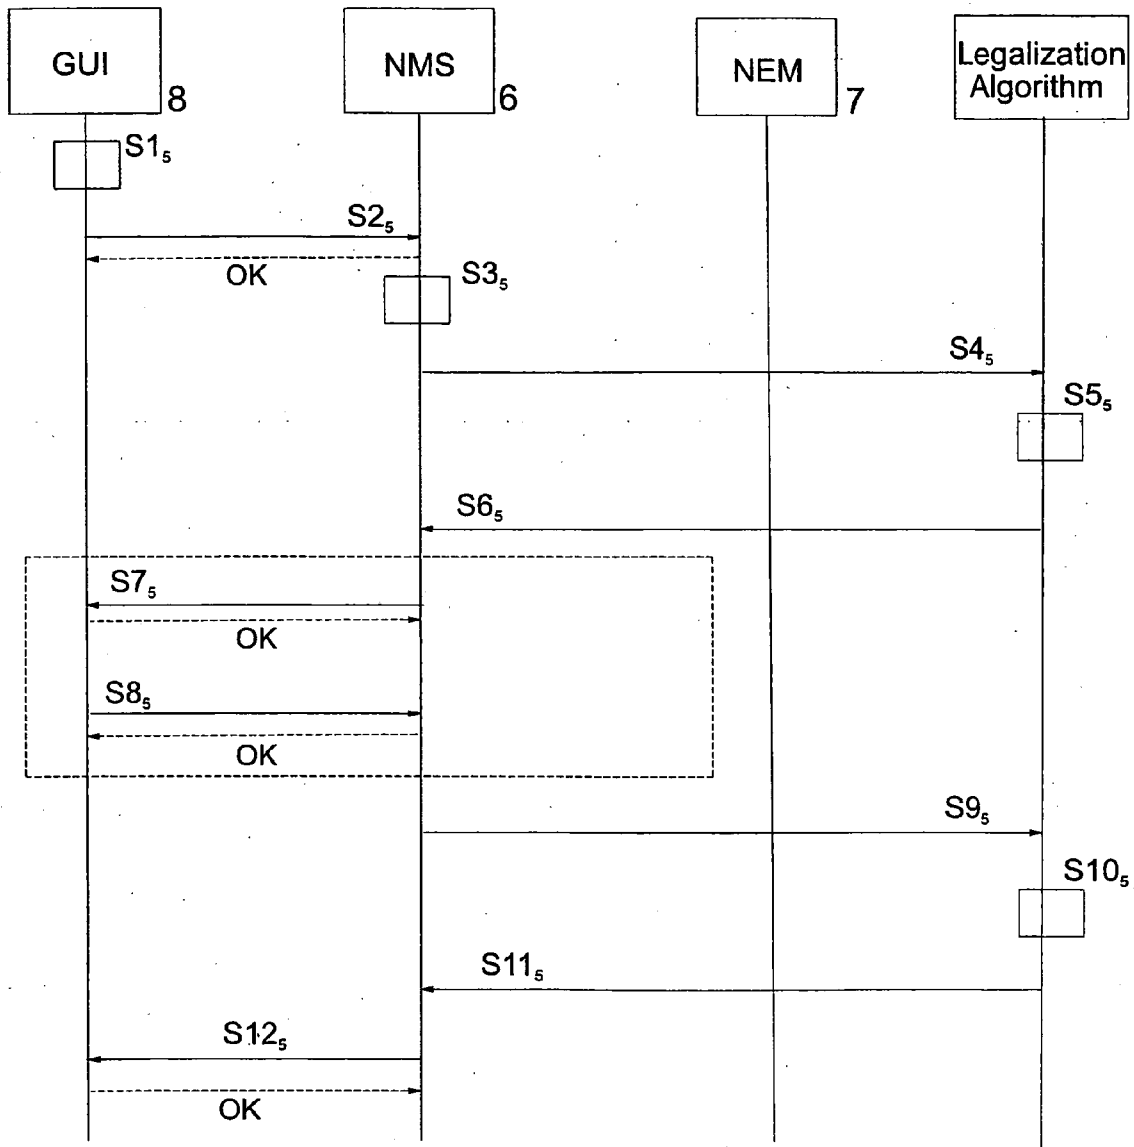 GUI
8
NMS
6
NEM
7
Legalization
Algorithm
S1₅
S2₅
OK
S3₅
S4₅
S5₅
S6₅
S7₅
OK
S8₅
OK
S9₅
S10₅
S11₅
S12₅
OK